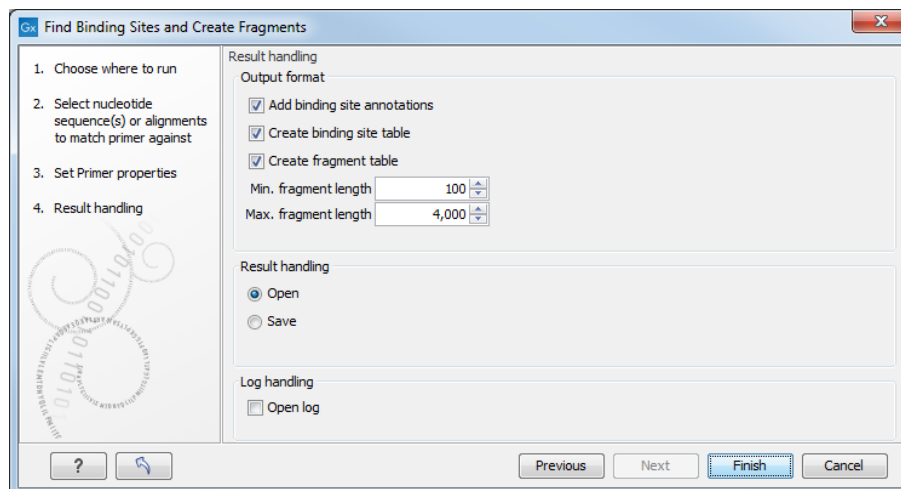 Gx Find Binding Sites and Create Fragments
x
1. Choose where to run
2. Select nucleotide
sequence(s) or alignments
to match primer against
3. Set Primer properties
4. Result handling
Result handling
Output format
Add binding site annotations
Create binding site table
Create fragment table
Min. fragment length 100
Max. fragment length 4,000
Result handling
Open
Save
Log handling
Open log
? Previous Next Finish Cancel